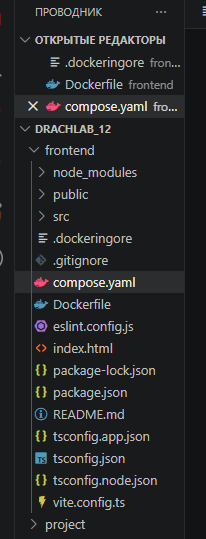 ПРОВОДНИК
ОТКРЫТЫЕ РЕДАКТОРЫ
.dockeringore fron...
Dockerfile frontend
compose.yaml fro...
DRACHLAB_12
frontend
node_modules
public
src
.dockeringore
.gitignore
compose.yaml
Dockerfile
eslint.config.js
index.html
package-lock.json
package.json
README.md
tsconfig.app.json
tsconfig.json
tsconfig.node.json
vite.config.ts
project